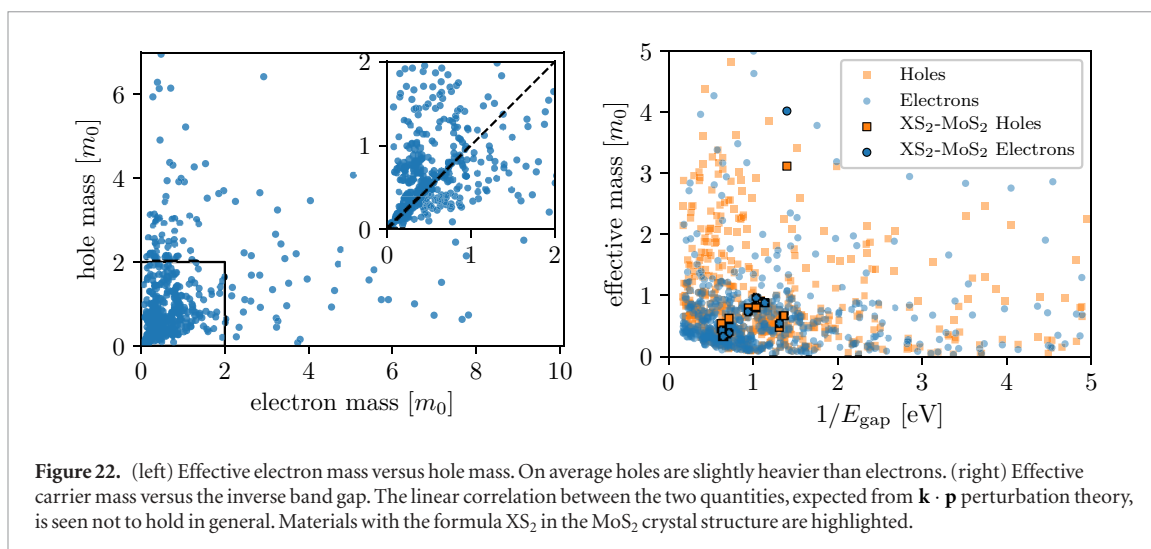 hole mass [m₀]
6
4
2
0
0 2 4 6 8 10
electron mass [m₀]
2
1
0
0 1 2
effective mass [m₀]
5
4
3
2
1
0
0 1 2 3 4 5
1/E_gap [eV]
Holes
Electrons
XS₂-MoS₂ Holes
XS₂-MoS₂ Electrons
Figure 22. (left) Effective electron mass versus hole mass. On average holes are slightly heavier than electrons. (right) Effective
carrier mass versus the inverse band gap. The linear correlation between the two quantities, expected from k · p perturbation theory,
is seen not to hold in general. Materials with the formula XS₂ in the MoS₂ crystal structure are highlighted.